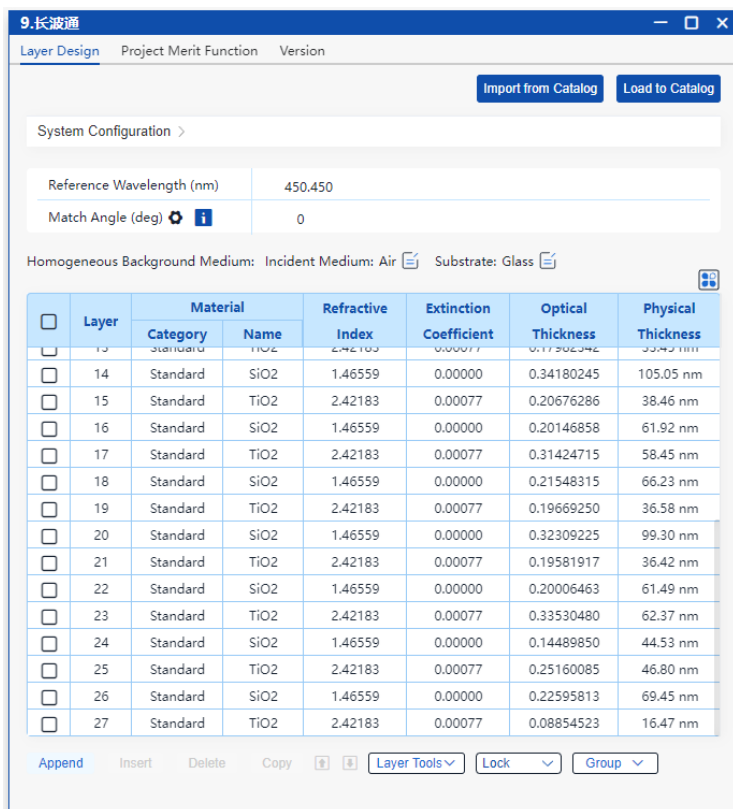 9.长波通
Layer Design Project Merit Function Version
Import from Catalog Load to Catalog
System Configuration >
Reference Wavelength (nm) 450.450
Match Angle (deg) i 0
Homogeneous Background Medium: Incident Medium: Air Substrate: Glass
Layer Material Refractive Index Extinction Coefficient Optical Thickness Physical Thickness
Category Name
14 Standard SiO2 1.46559 0.00000 0.34180245 105.05 nm
15 Standard TiO2 2.42183 0.00077 0.20676286 38.46 nm
16 Standard SiO2 1.46559 0.00000 0.20146858 61.92 nm
17 Standard TiO2 2.42183 0.00077 0.31424715 58.45 nm
18 Standard SiO2 1.46559 0.00000 0.21548315 66.23 nm
19 Standard TiO2 2.42183 0.00077 0.19669250 36.58 nm
20 Standard SiO2 1.46559 0.00000 0.32309225 99.30 nm
21 Standard TiO2 2.42183 0.00077 0.19581917 36.42 nm
22 Standard SiO2 1.46559 0.00000 0.20006463 61.49 nm
23 Standard TiO2 2.42183 0.00077 0.33530480 62.37 nm
24 Standard SiO2 1.46559 0.00000 0.14489850 44.53 nm
25 Standard TiO2 2.42183 0.00077 0.25160085 46.80 nm
26 Standard SiO2 1.46559 0.00000 0.22595813 69.45 nm
27 Standard TiO2 2.42183 0.00077 0.08854523 16.47 nm
Append Insert Delete Copy Layer Tools Lock Group